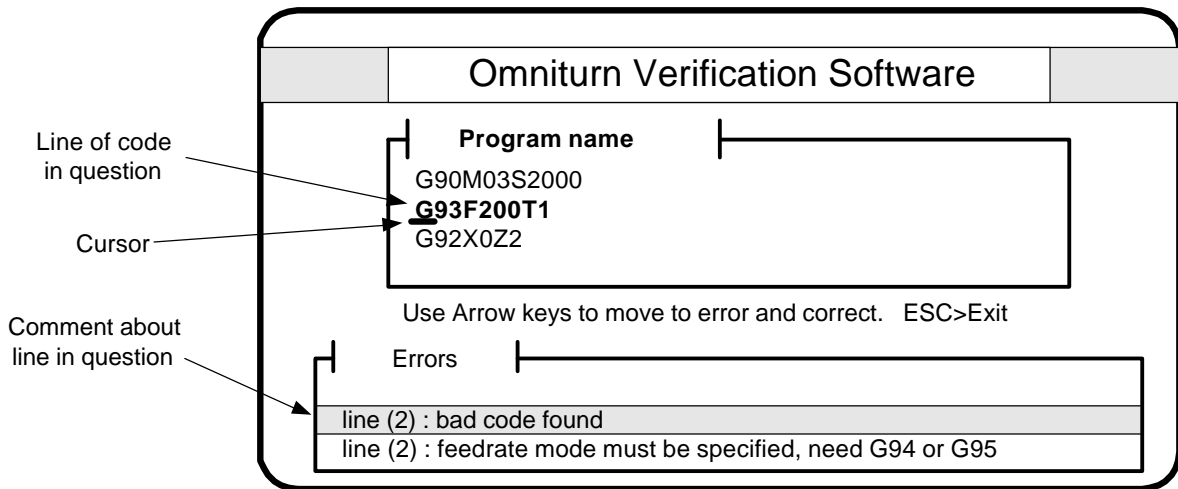 Omniturn Verification Software
Line of code
in question
Program name
G90M03S2000
G93F200T1
G92X0Z2
Cursor
Use Arrow keys to move to error and correct. ESC>Exit
Comment about
line in question
Errors
line (2) : bad code found
line (2) : feedrate mode must be specified, need G94 or G95